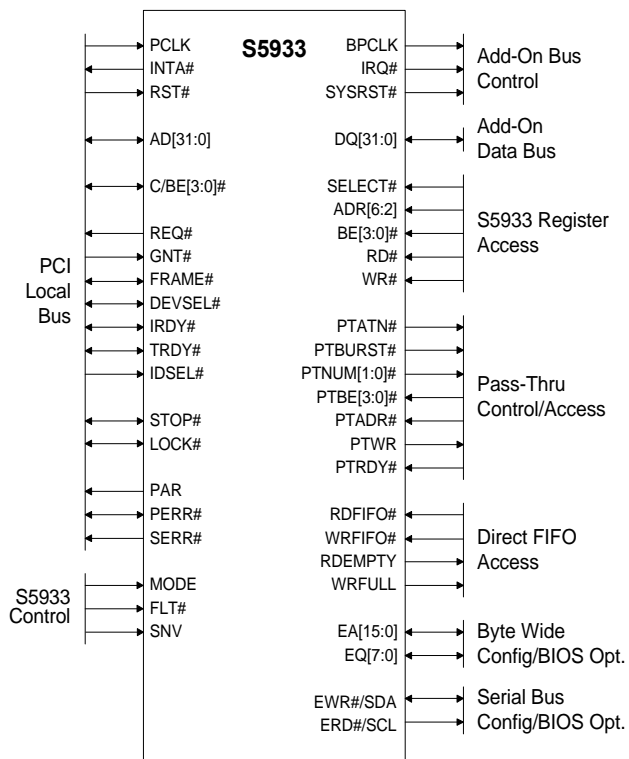 S5933
PCLK
INTA#
RST#
AD[31:0]
C/BE[3:0]#
REQ#
GNT#
FRAME#
DEVSEL#
IRDY#
TRDY#
IDSEL#
STOP#
LOCK#
PAR
PERR#
SERR#
PCI
Local
Bus
MODE
FLT#
SNV
S5933
Control
BPCLK
IRQ#
SYSRST#
Add-On Bus
Control
DQ[31:0]
Add-On
Data Bus
SELECT#
ADR[6:2]
BE[3:0]#
RD#
WR#
S5933 Register
Access
PTATN#
PTBURST#
PTNUM[1:0]#
PTBE[3:0]#
PTADR#
PTWR
PTRDY#
Pass-Thru
Control/Access
RDFIFO#
WRFIFO#
RDEMPTY
WRFULL
Direct FIFO
Access
EA[15:0]
EQ[7:0]
Byte Wide
Config/BIOS Opt.
EWR#/SDA
ERD#/SCL
Serial Bus
Config/BIOS Opt.